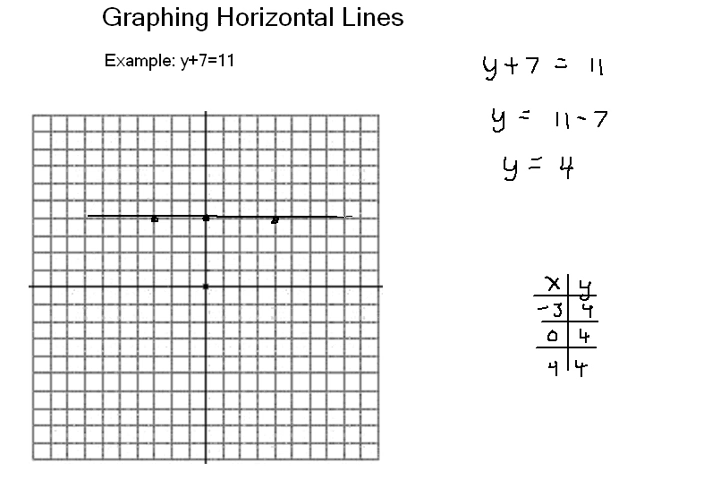 Graphing Horizontal Lines
Example: y+7=11
y + 7 = 11
y = 11 - 7
y = 4
x y
-3 4
0 4
4 4